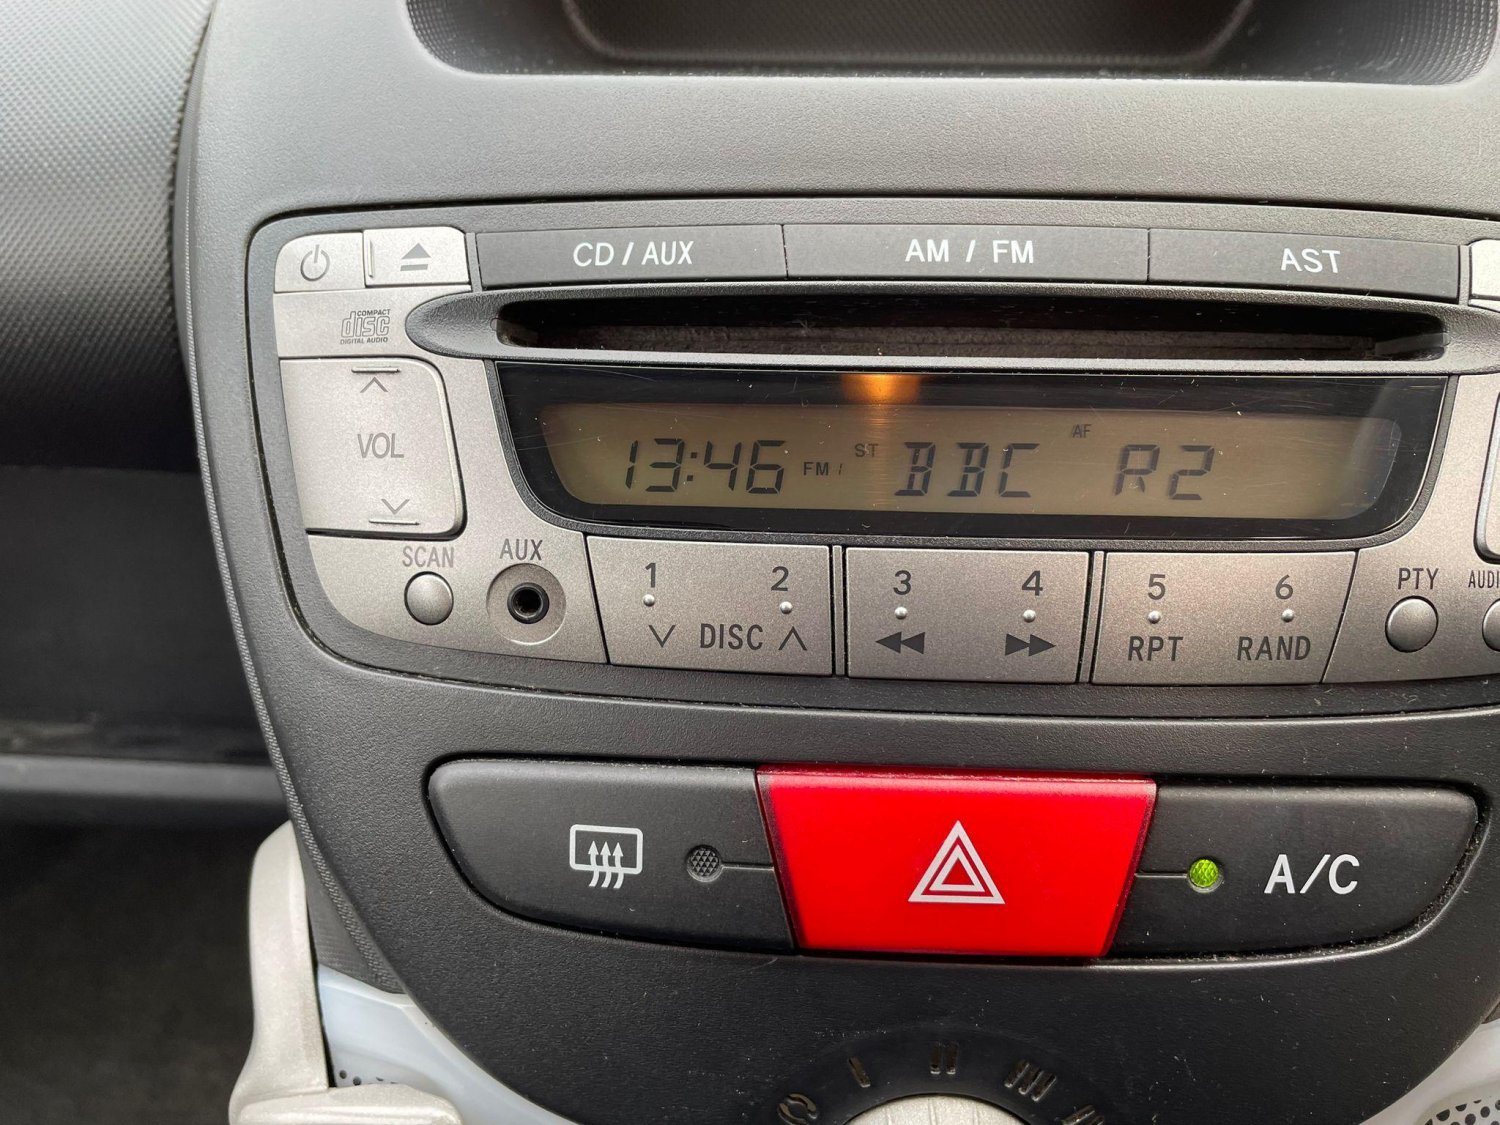 CD / AUX AM / FM AST
COMPACT
disc
DIGITAL AUDIO
VOL
13:46 FM 1 ST BBC AF R2
SCAN AUX 1 2 3 4 5 6 PTY
DISC RPT RAND
A/C